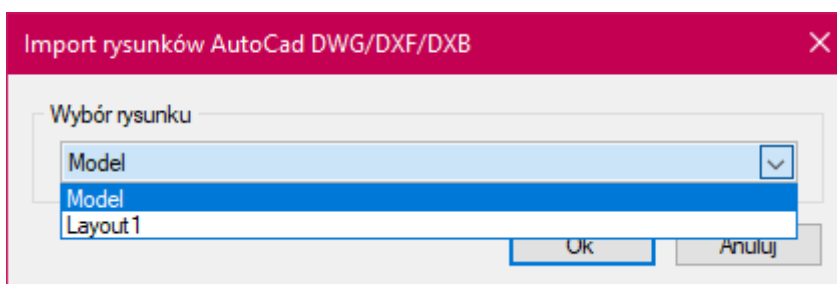 Import rysunków AutoCad DWG/DXF/DXB
Wybór rysunku
Model
Model
Layout1
Ok
Anuluj